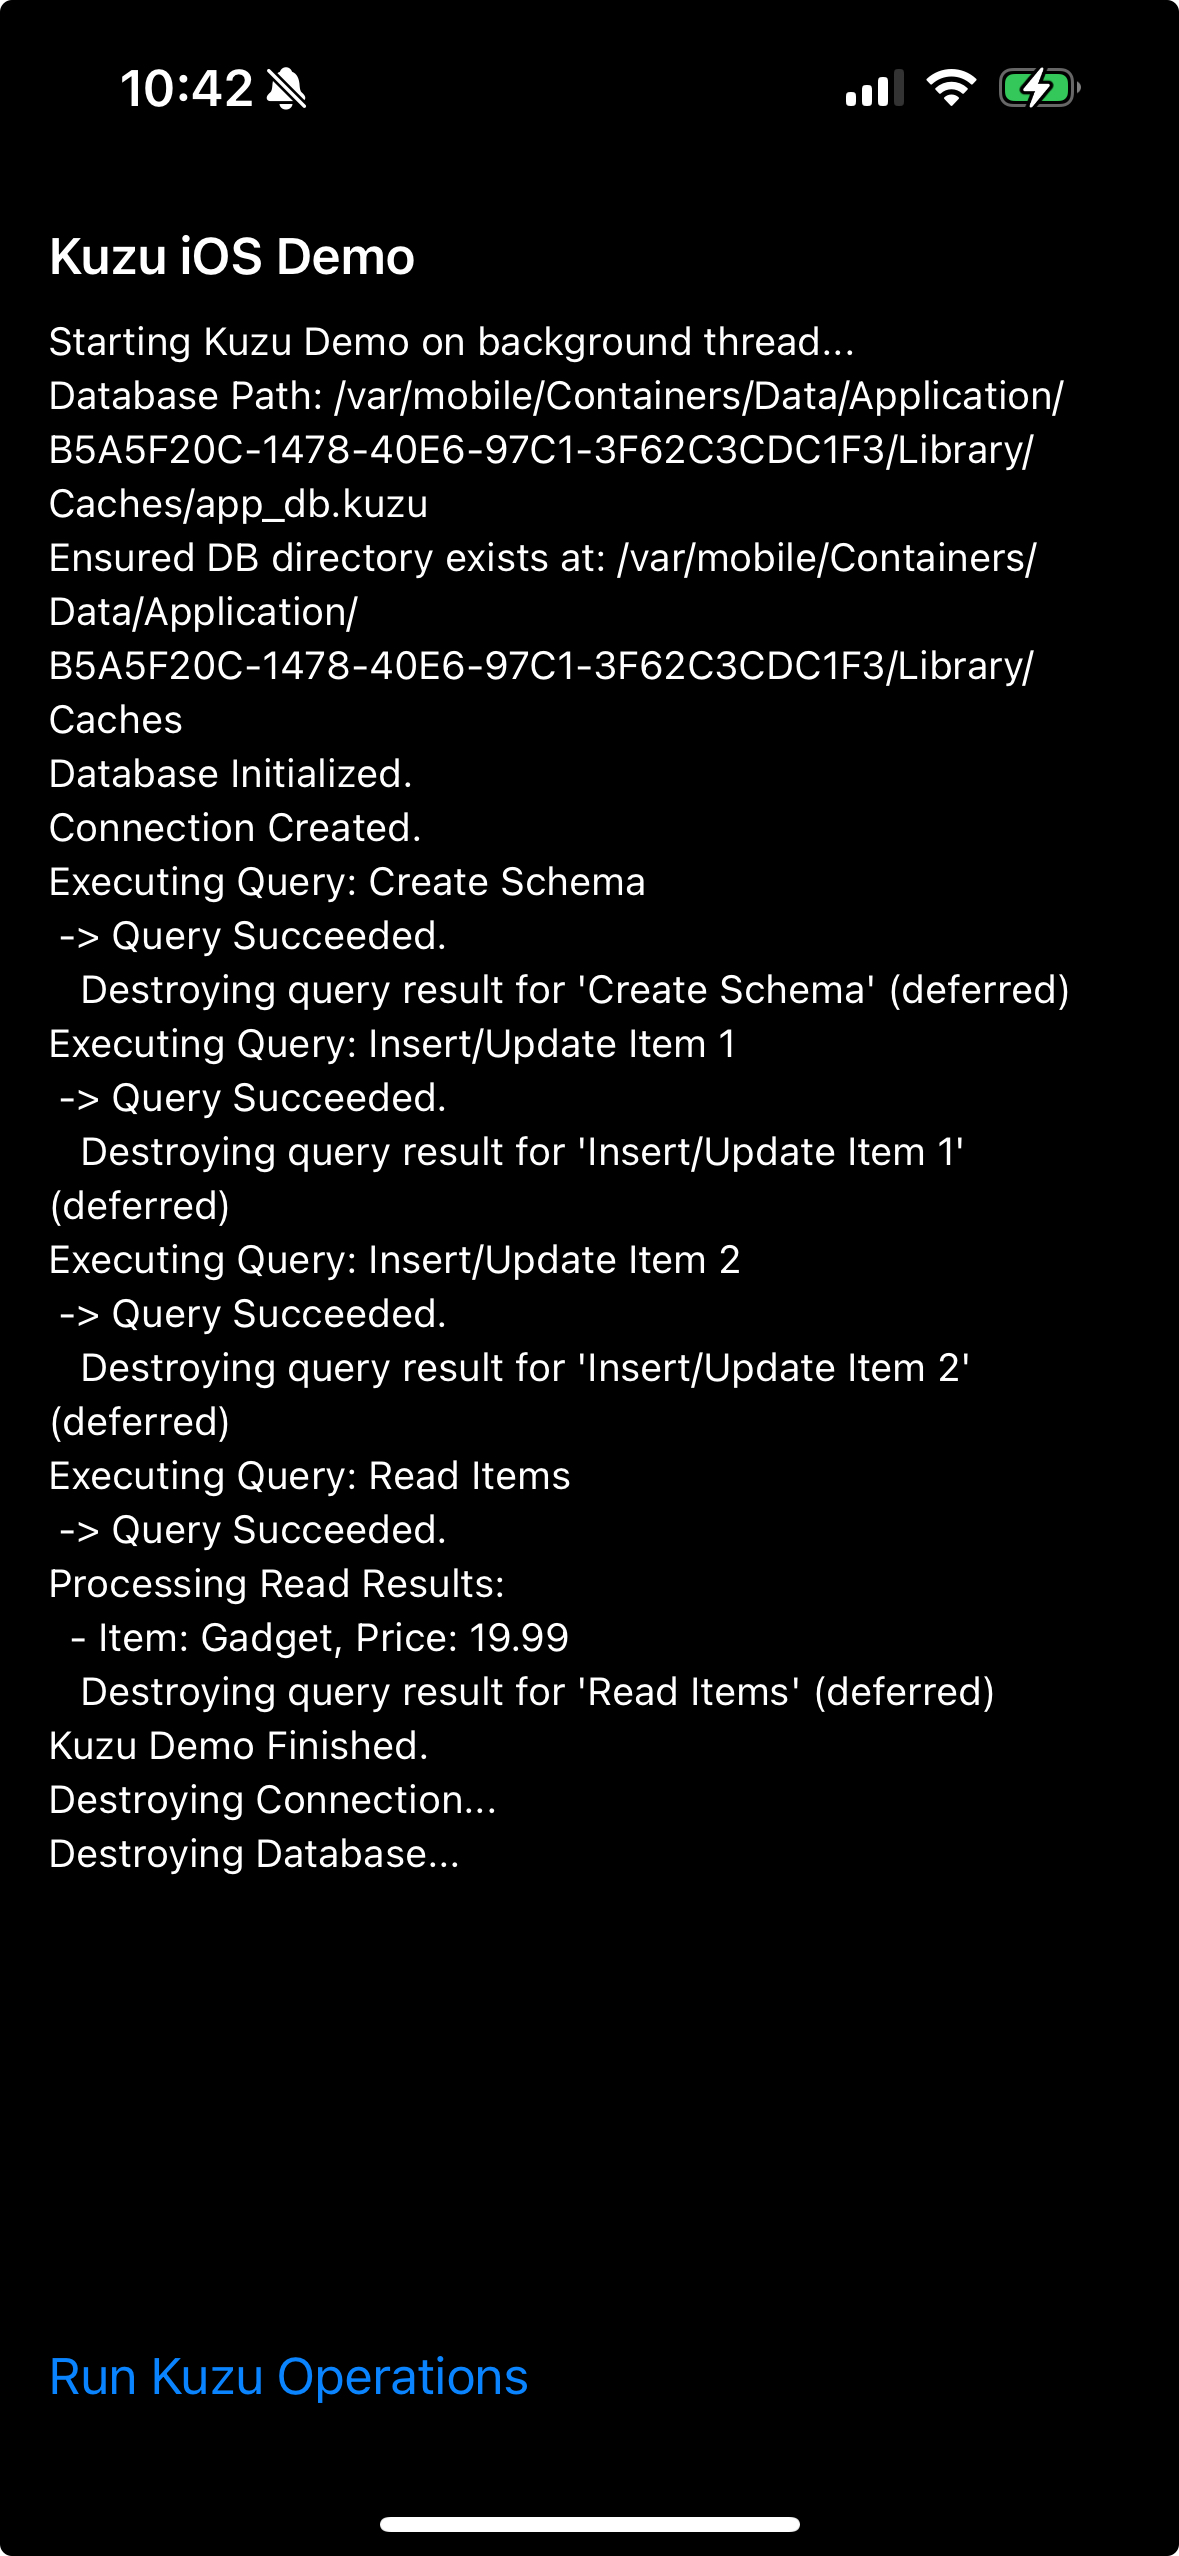 10:42
Kuzu iOS Demo
Starting Kuzu Demo on background thread...
Database Path: /var/mobile/Containers/Data/Application/
B5A5F20C-1478-40E6-97C1-3F62C3CDC1F3/Library/
Caches/app_db.kuzu
Ensured DB directory exists at: /var/mobile/Containers/
Data/Application/
B5A5F20C-1478-40E6-97C1-3F62C3CDC1F3/Library/
Caches
Database Initialized.
Connection Created.
Executing Query: Create Schema
-> Query Succeeded.
Destroying query result for 'Create Schema' (deferred)
Executing Query: Insert/Update Item 1
-> Query Succeeded.
Destroying query result for 'Insert/Update Item 1'
(deferred)
Executing Query: Insert/Update Item 2
-> Query Succeeded.
Destroying query result for 'Insert/Update Item 2'
(deferred)
Executing Query: Read Items
-> Query Succeeded.
Processing Read Results:
- Item: Gadget, Price: 19.99
Destroying query result for 'Read Items' (deferred)
Kuzu Demo Finished.
Destroying Connection...
Destroying Database...
Run Kuzu Operations